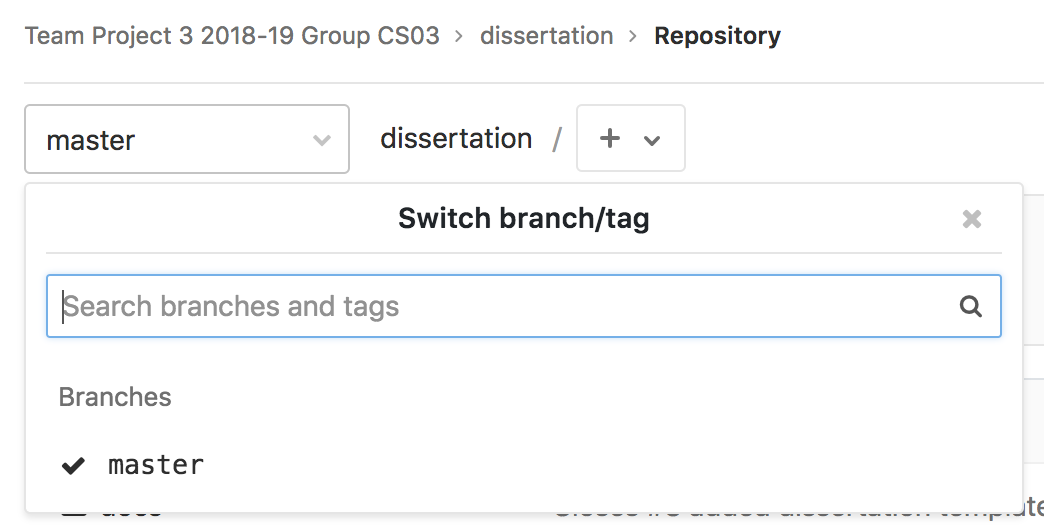 Team Project 3 2018-19 Group CS03 > dissertation > Repository
master dissertation / +
Switch branch/tag
Search branches and tags
Branches
master